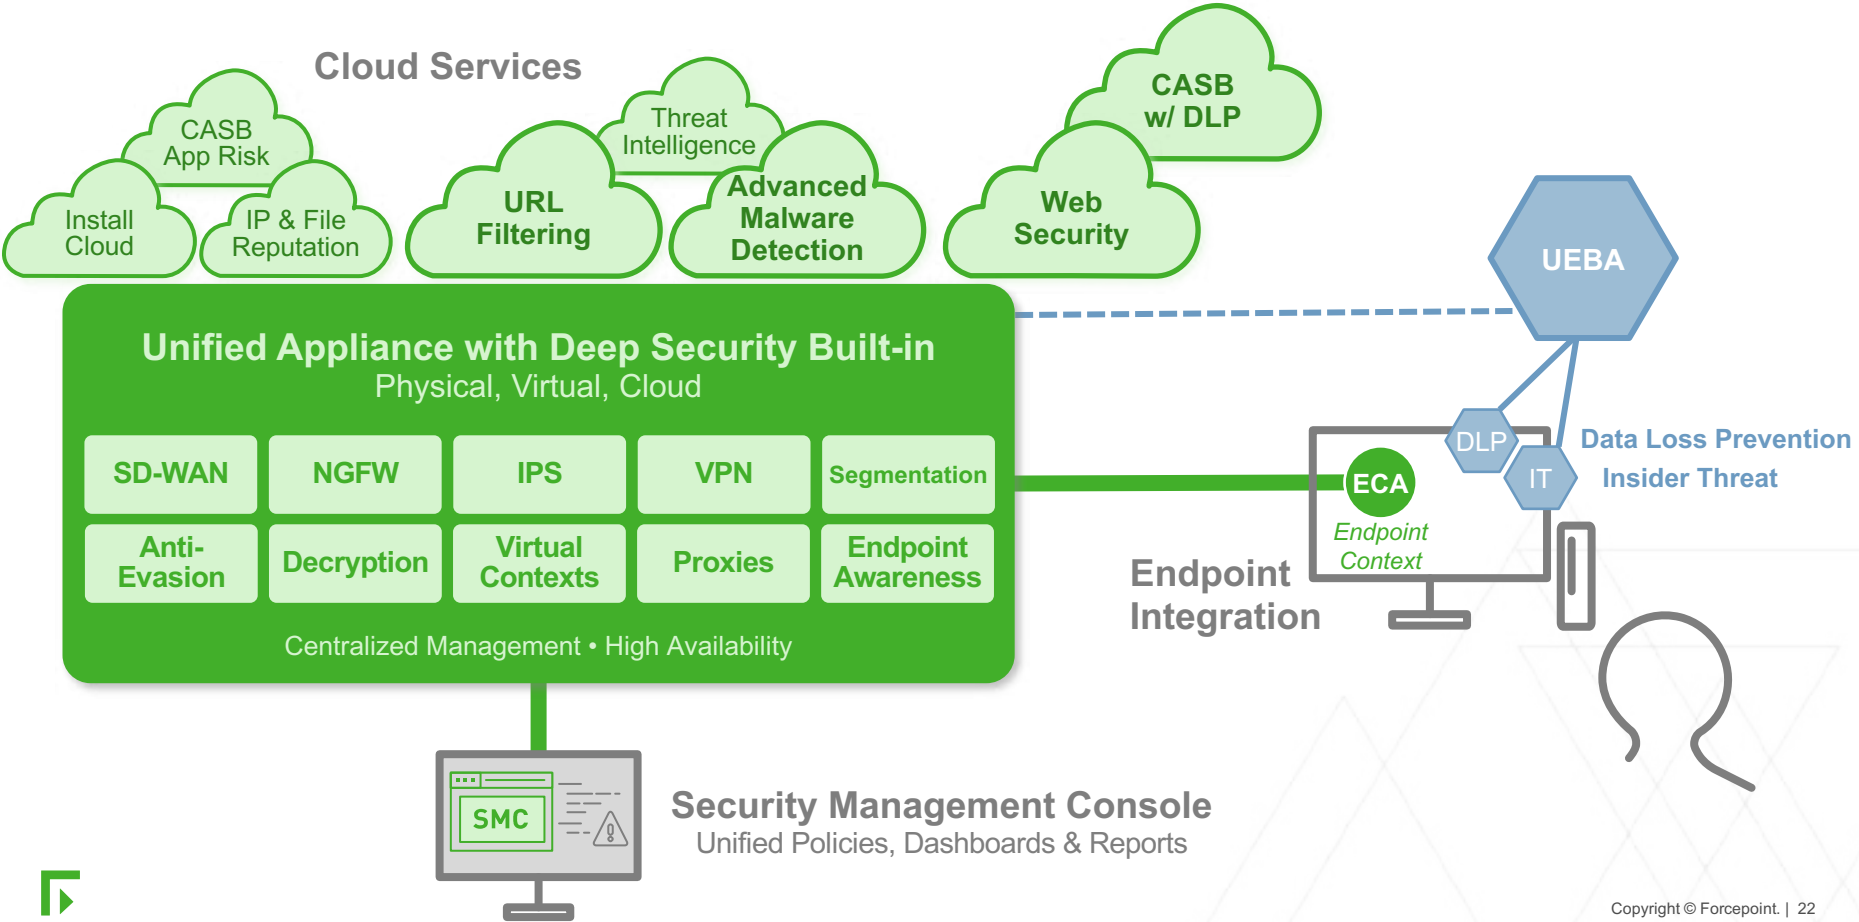 Cloud Services
CASB
App Risk
Install
Cloud
IP & File
Reputation
URL
Filtering
Threat
Intelligence
Advanced
Malware
Detection
CASB
w/ DLP
Web
Security
UEBA
Unified Appliance with Deep Security Built-in
Physical, Virtual, Cloud
SD-WAN
NGFW
IPS
VPN
Segmentation
Anti-
Evasion
Decryption
Virtual
Contexts
Proxies
Endpoint
Awareness
Centralized Management • High Availability
DLP
IT
Data Loss Prevention
Insider Threat
ECA
Endpoint
Context
Endpoint
Integration
SMC
Security Management Console
Unified Policies, Dashboards & Reports
Copyright © Forcepoint. | 22